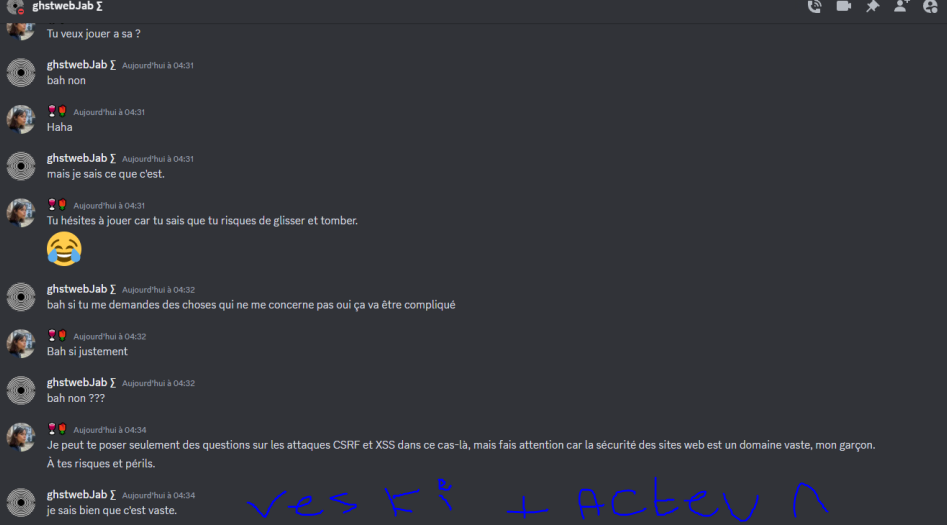 ghstwebJab ∑
Tu veux jouer a sa ?
ghstwebJab ∑ Aujourd'hui à 04:31
bah non
Aujourd'hui à 04:31
Haha
ghstwebJab ∑ Aujourd'hui à 04:31
mais je sais ce que c'est.
Aujourd'hui à 04:31
Tu hésites à jouer car tu sais que tu risques de glisser et tomber.
ghstwebJab ∑ Aujourd'hui à 04:32
bah si tu me demandes des choses qui ne me concerne pas oui ça va être compliqué
Aujourd'hui à 04:32
Bah si justement
ghstwebJab ∑ Aujourd'hui à 04:32
bah non ???
Aujourd'hui à 04:34
Je peut te poser seulement des questions sur les attaques CSRF et XSS dans ce cas-là, mais fais attention car la sécurité des sites web est un domaine vaste, mon garçon.
À tes risques et périls.
ghstwebJab ∑ Aujourd'hui à 04:34
je sais bien que c'est vaste.